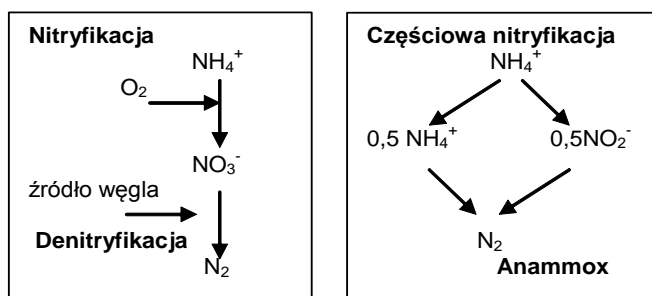 Nitryfikacja
NH₄⁺
O₂
NO₃⁻
źródło węgla
Denitryfikacja
N₂
Częściowa nitryfikacja
NH₄⁺
0,5 NH₄⁺ 0,5NO₂⁻
N₂
Anammox